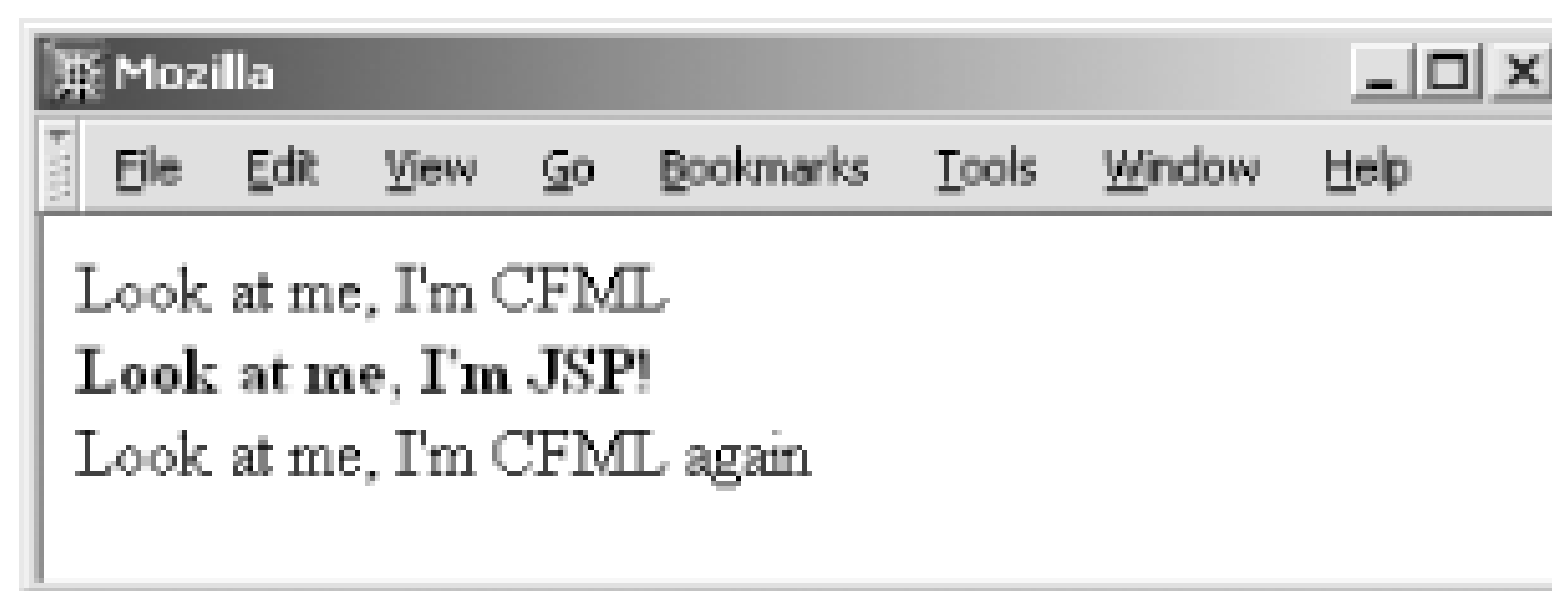 Mozilla
File Edit View Go Bookmarks Tools Window Help
Look at me, I'm CFML
Look at me, I'm JSP!
Look at me, I'm CFML again